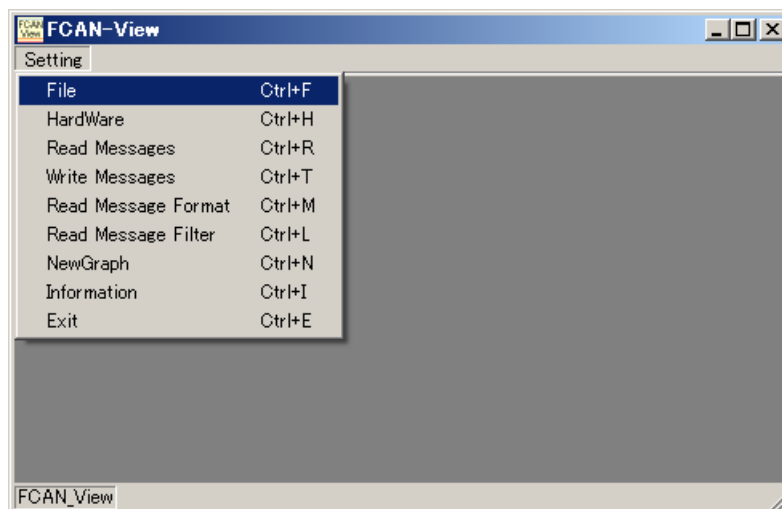 FCAN View FCAN-View
Setting
File Ctrl+F
HardWare Ctrl+H
Read Messages Ctrl+R
Write Messages Ctrl+T
Read Message Format Ctrl+M
Read Message Filter Ctrl+L
NewGraph Ctrl+N
Information Ctrl+I
Exit Ctrl+E
FCAN_View